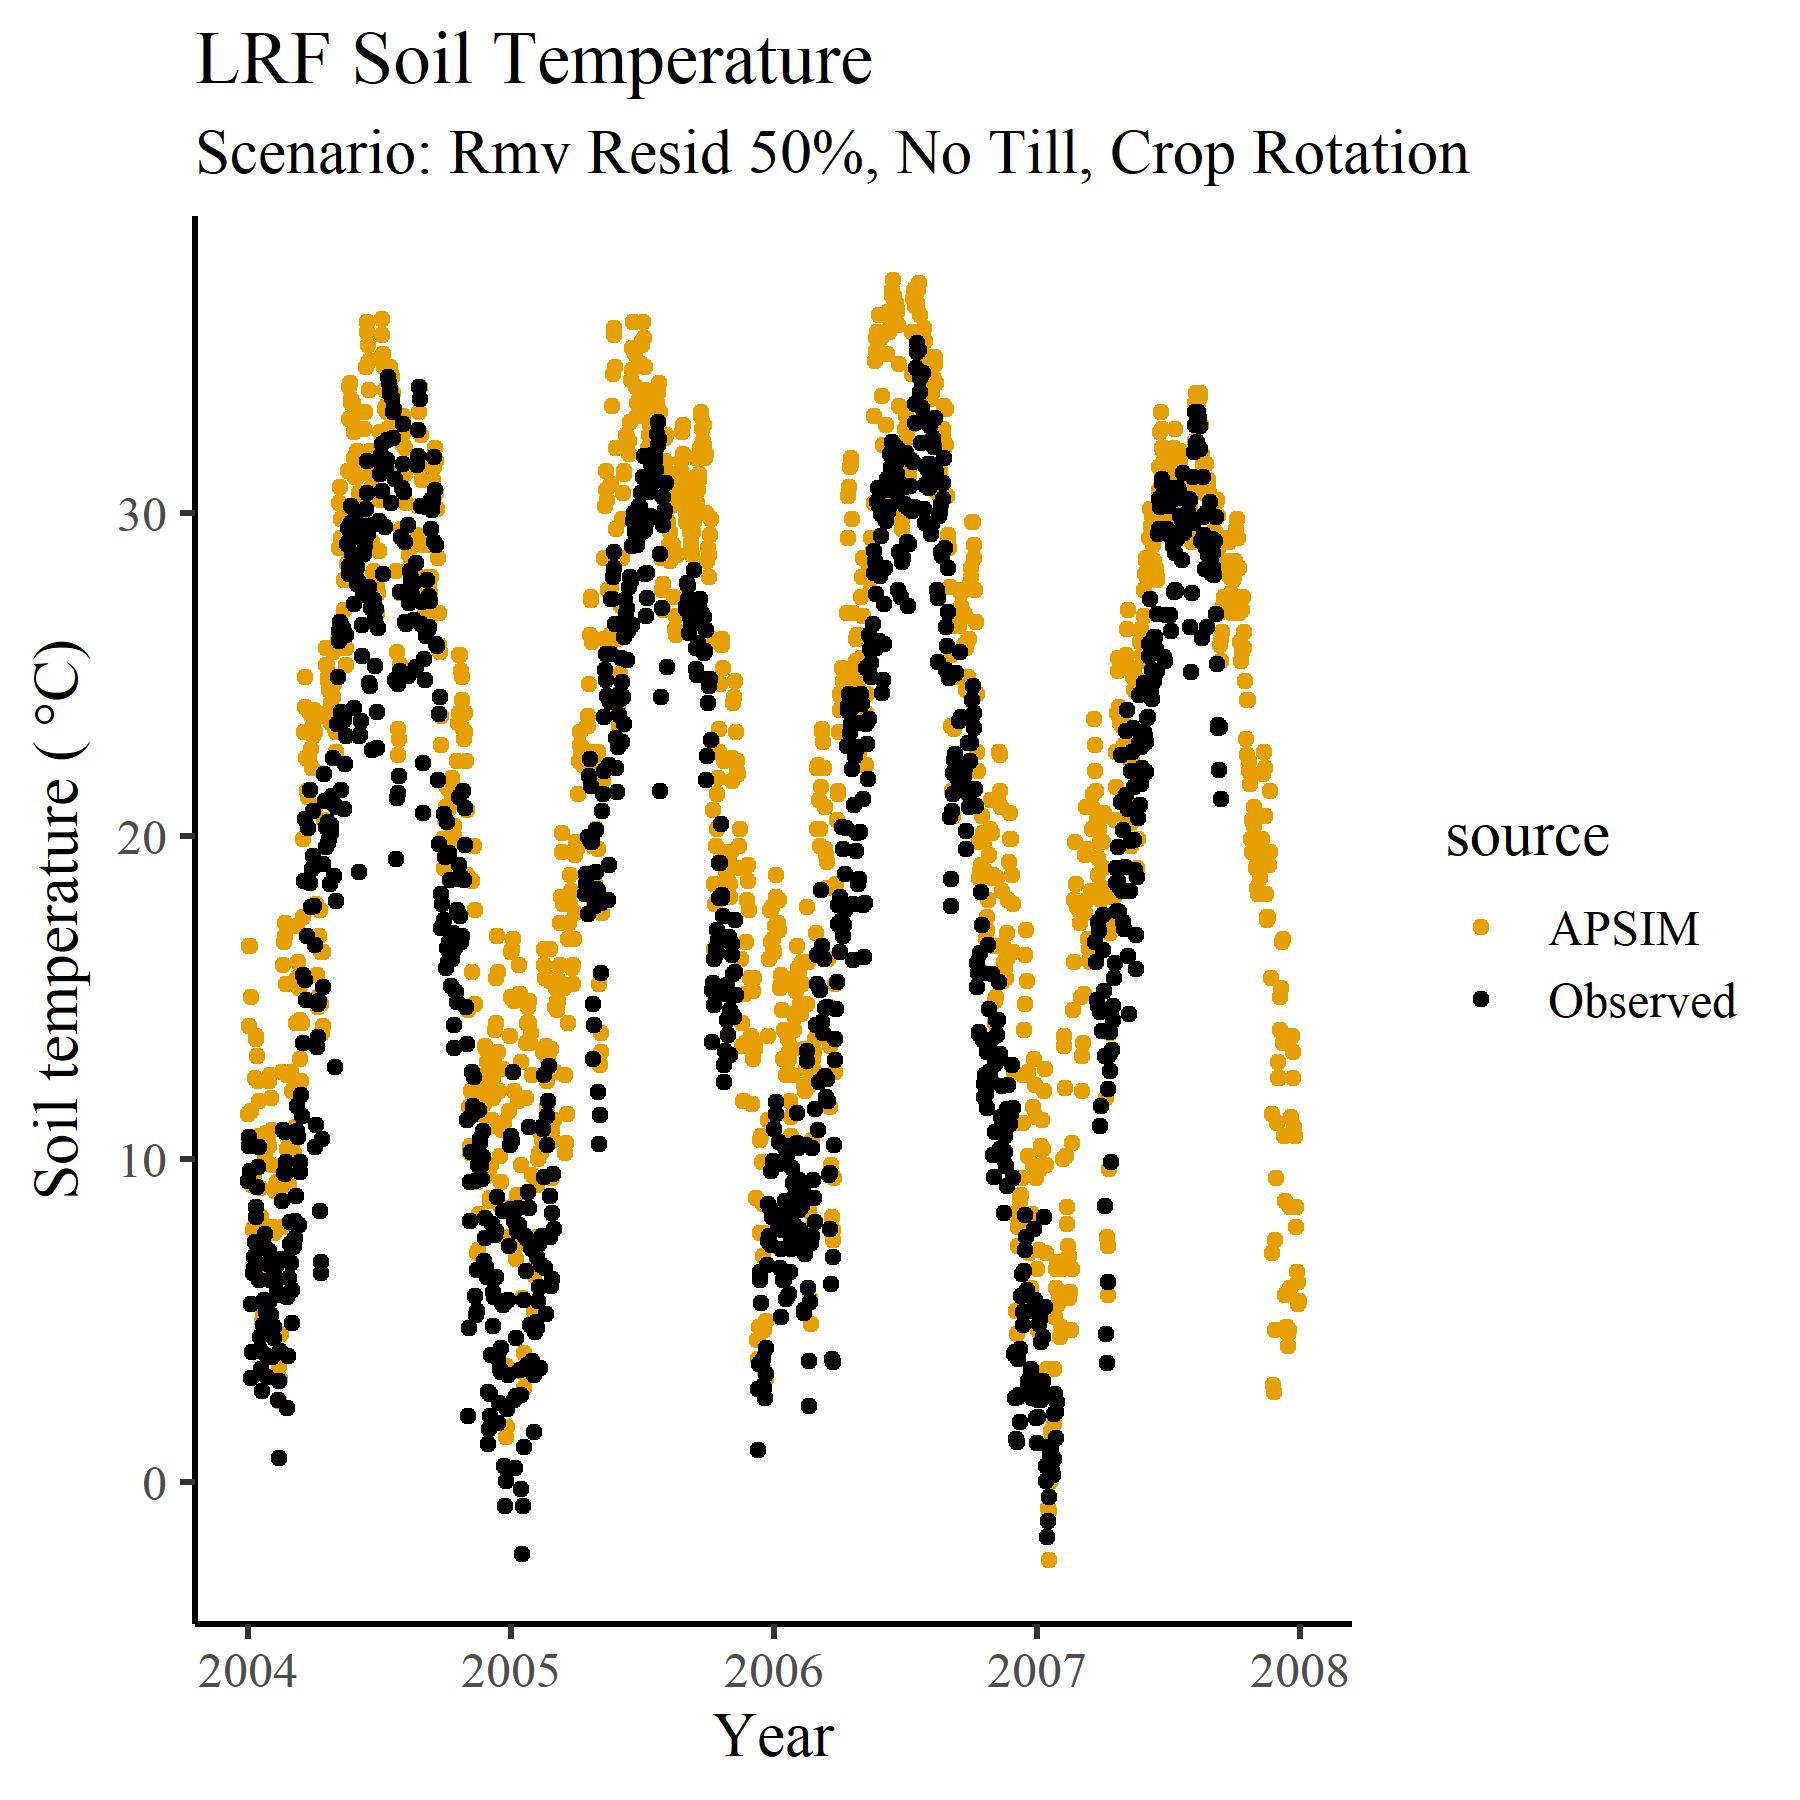 LRF Soil Temperature
Scenario: Rmv Resid 50%, No Till, Crop Rotation
Soil temperature ( °C)
30
20
10
0
2004 2005 2006 2007 2008
Year
source
APSIM
Observed